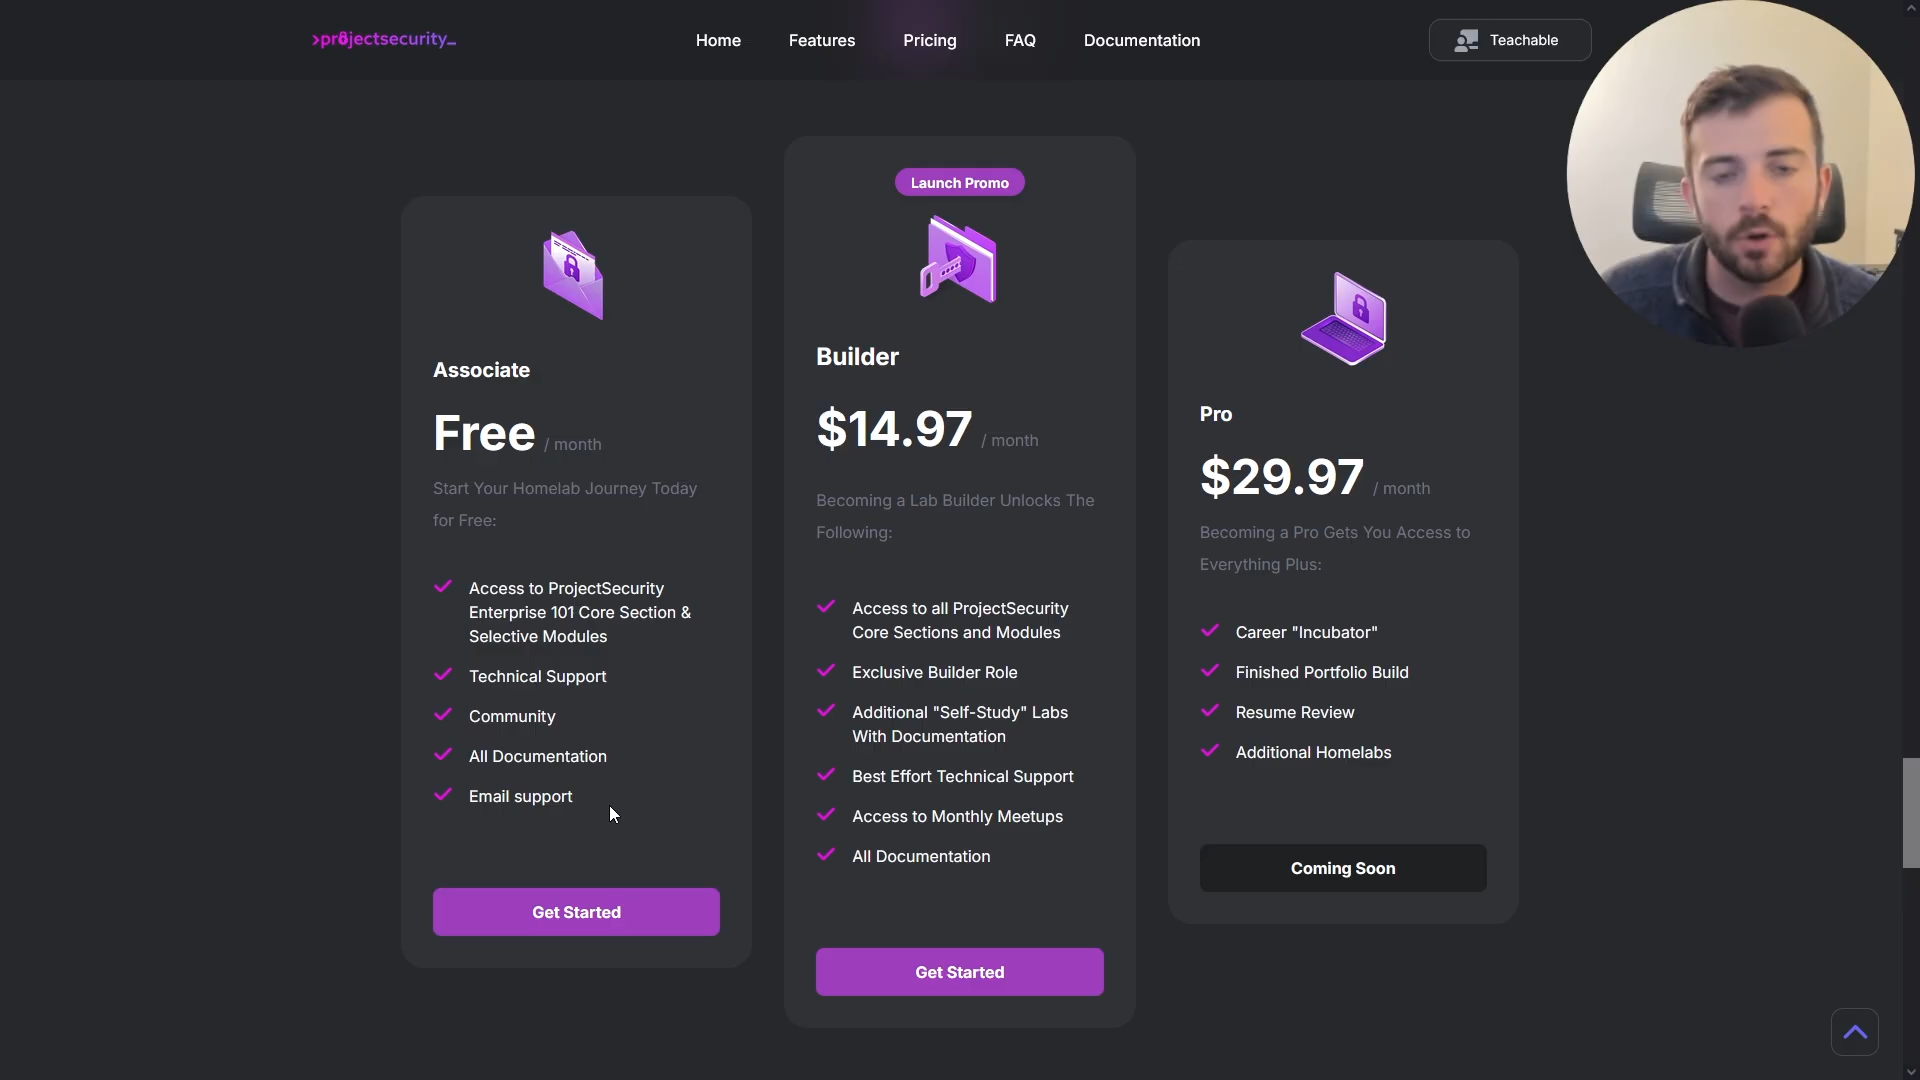 >pr0jectsecurity_
Home
Features
Pricing
FAQ
Documentation
Teachable
Associate
Free / month
Start Your Homelab Journey Today
for Free:
Access to ProjectSecurity
Enterprise 101 Core Section &
Selective Modules
Technical Support
Community
All Documentation
Email support
Get Started
Launch Promo
Builder
$14.97 / month
Becoming a Lab Builder Unlocks The
Following:
Access to all ProjectSecurity
Core Sections and Modules
Exclusive Builder Role
Additional "Self-Study" Labs
With Documentation
Best Effort Technical Support
Access to Monthly Meetups
All Documentation
Get Started
Pro
$29.97 / month
Becoming a Pro Gets You Access to
Everything Plus:
Career "Incubator"
Finished Portfolio Build
Resume Review
Additional Homelabs
Coming Soon